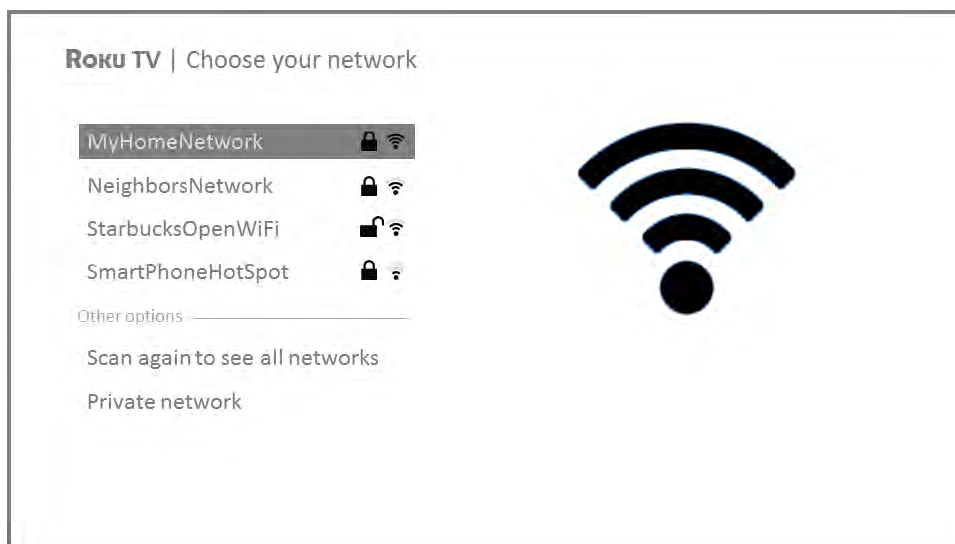 ROKU TV | Choose your network
MyHomeNetwork
NeighborsNetwork
StarbucksOpenWiFi
SmartPhoneHotSpot
Other options
Scan again to see all networks
Private network